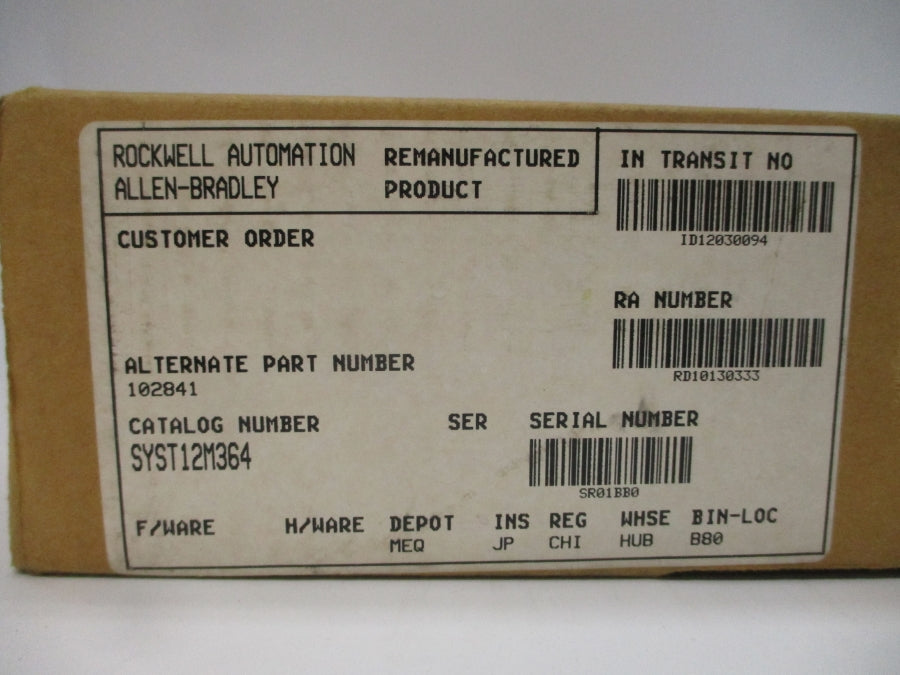 ROCKWELL AUTOMATION
ALLEN-BRADLEY
REMANUFACTURED
PRODUCT
IN TRANSIT NO
ID12030094
CUSTOMER ORDER
RA NUMBER
RD10130333
ALTERNATE PART NUMBER
102841
CATALOG NUMBER
SYST12M364
SER
SERIAL NUMBER
SR01BB0
F/WARE
H/WARE
DEPOT
MEQ
INS
JP
REG
CHI
WHSE
HUB
BIN-LOC
B80